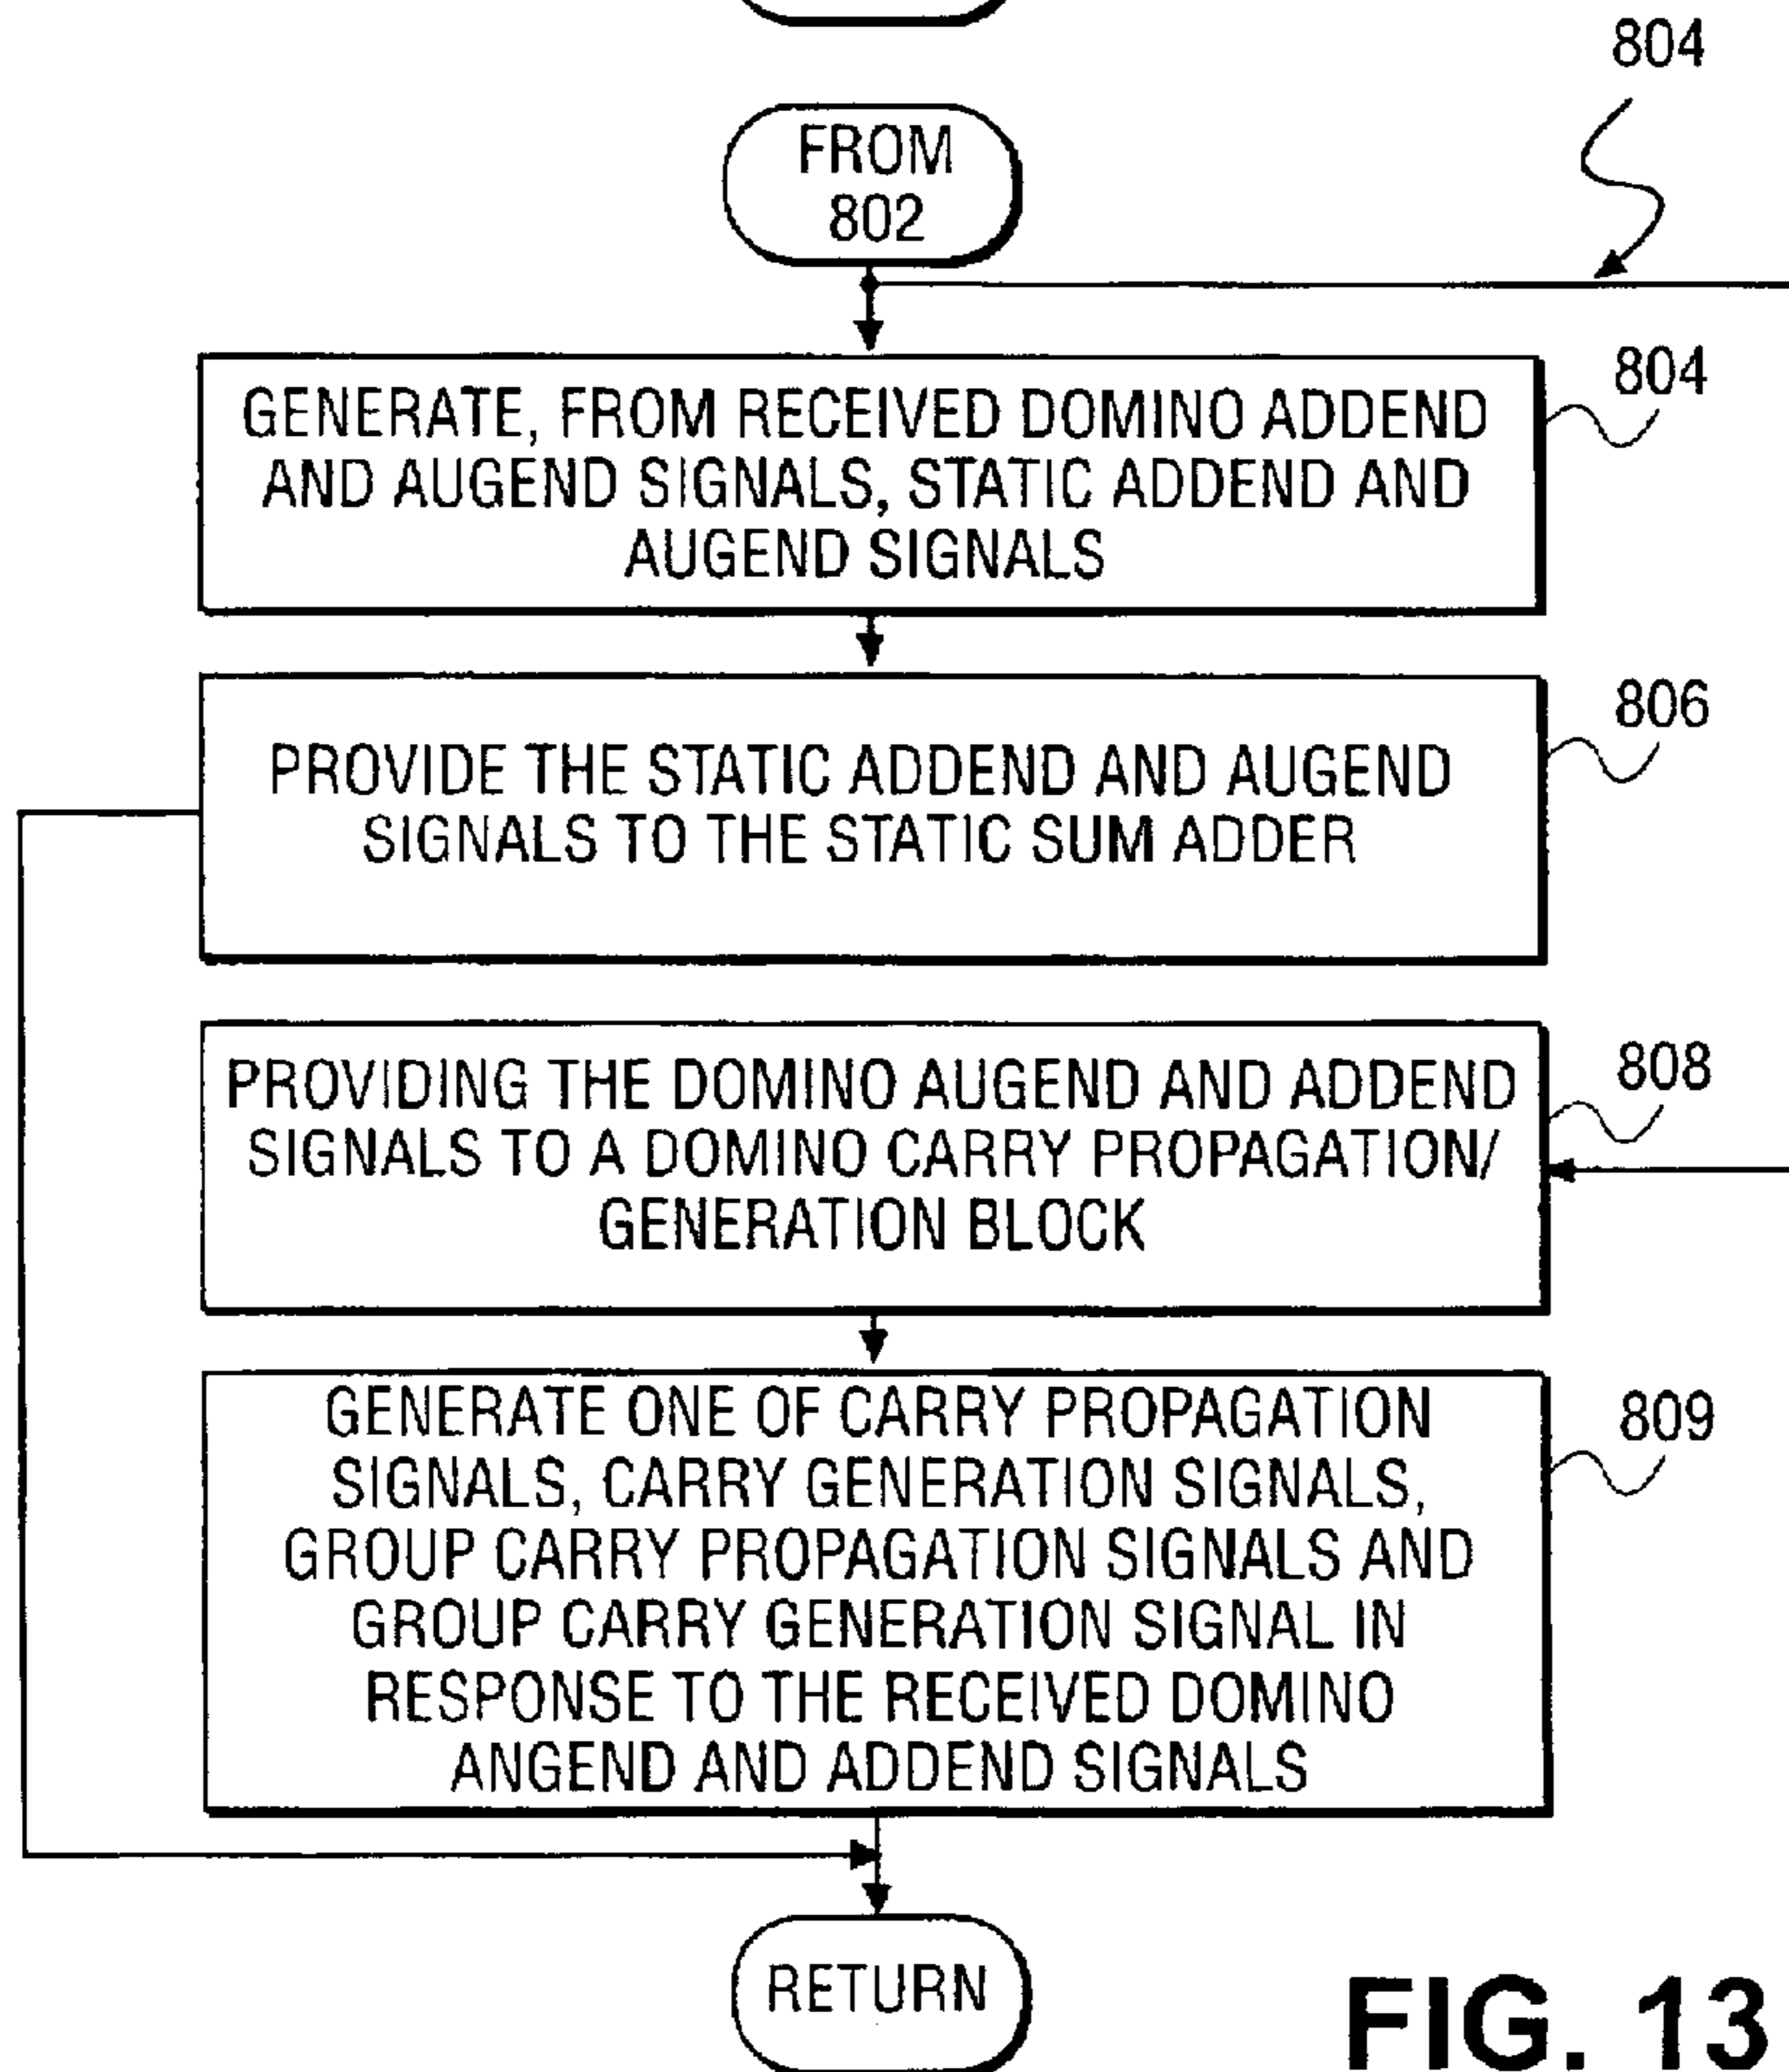 804
FROM
802
GENERATE, FROM RECEIVED DOMINO ADDEND
AND AUGEND SIGNALS, STATIC ADDEND AND
AUGEND SIGNALS
804
PROVIDE THE STATIC ADDEND AND AUGEND
SIGNALS TO THE STATIC SUM ADDER
806
PROVIDING THE DOMINO AUGEND AND ADDEND
SIGNALS TO A DOMINO CARRY PROPAGATION/
GENERATION BLOCK
808
GENERATE ONE OF CARRY PROPAGATION
SIGNALS, CARRY GENERATION SIGNALS,
GROUP CARRY PROPAGATION SIGNALS AND
GROUP CARRY GENERATION SIGNAL IN
RESPONSE TO THE RECEIVED DOMINO
ANGEND AND ADDEND SIGNALS
809
RETURN
FIG. 13